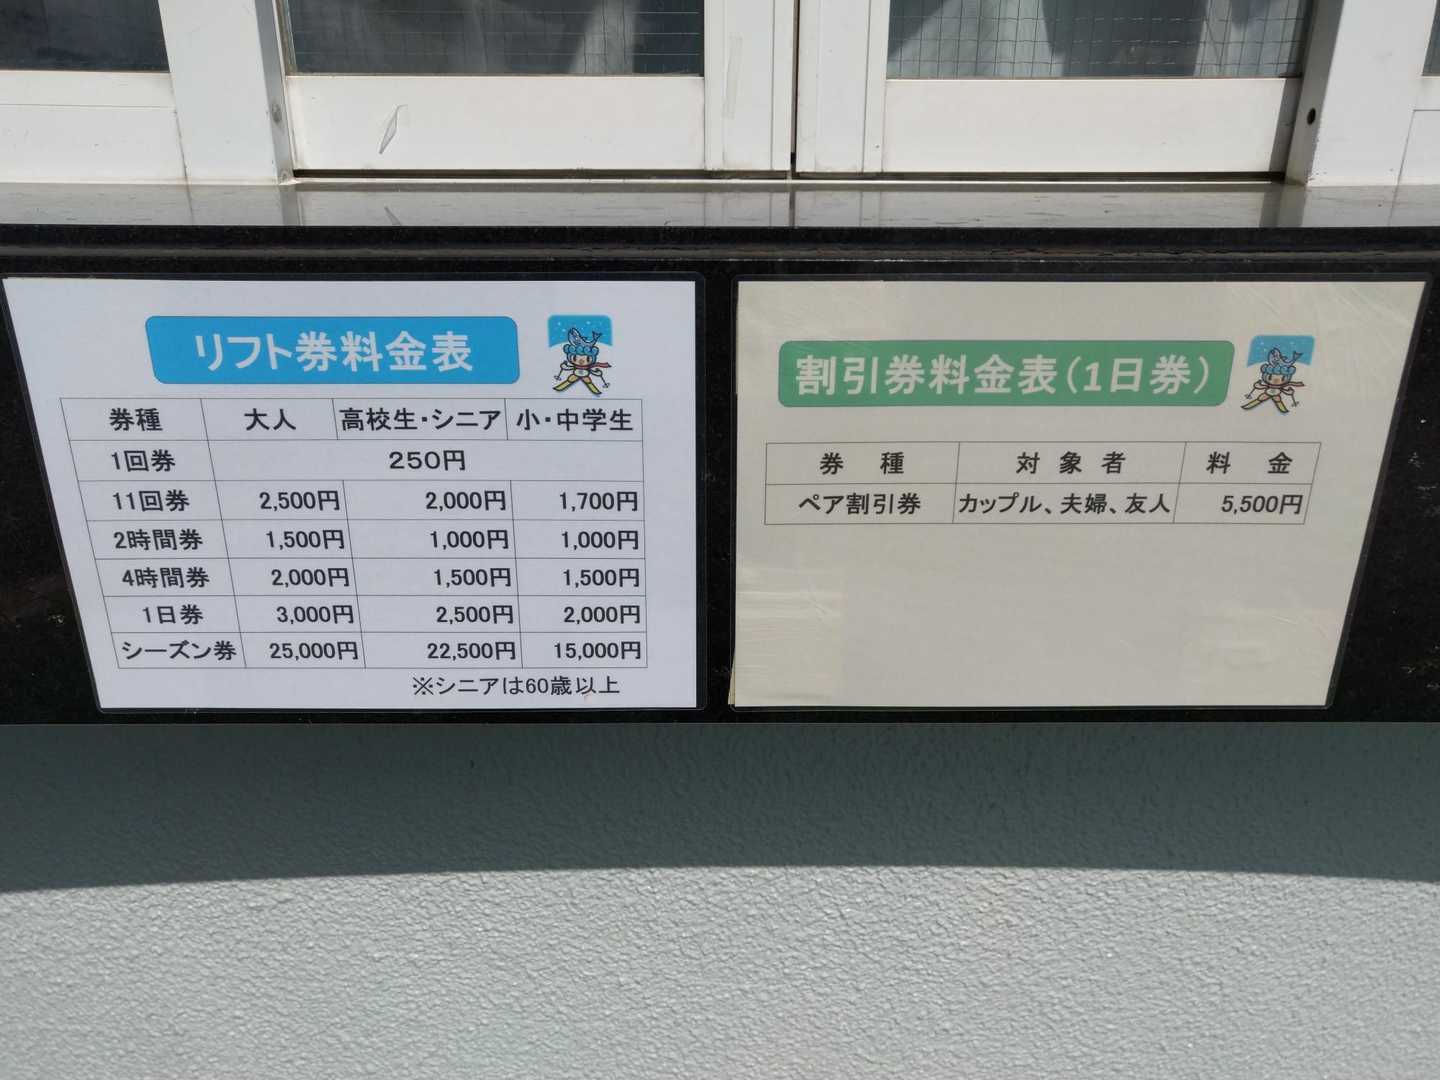 リフト券料金表
券種 大人 高校生・シニア 小・中学生
1回券 250円
11回券 2,500円 2,000円 1,700円
2時間券 1,500円 1,000円 1,000円
4時間券 2,000円 1,500円 1,500円
1日券 3,000円 2,500円 2,000円
シーズン券 25,000円 22,500円 15,000円
※シニアは60歳以上
割引券料金表(1日券)
券種 対象者 料金
ペア割引券 カップル、夫婦、友人 5,500円